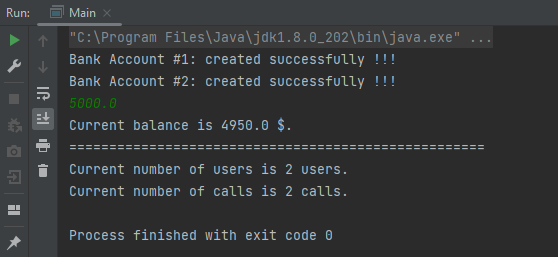 Run: Main ×
"C:\Program Files\Java\jdk1.8.0_202\bin\java.exe" ...
Bank Account #1: created successfully !!!
Bank Account #2: created successfully !!!
5000.0
Current balance is 4950.0 $.
====================================================
Current number of users is 2 users.
Current number of calls is 2 calls.
Process finished with exit code 0